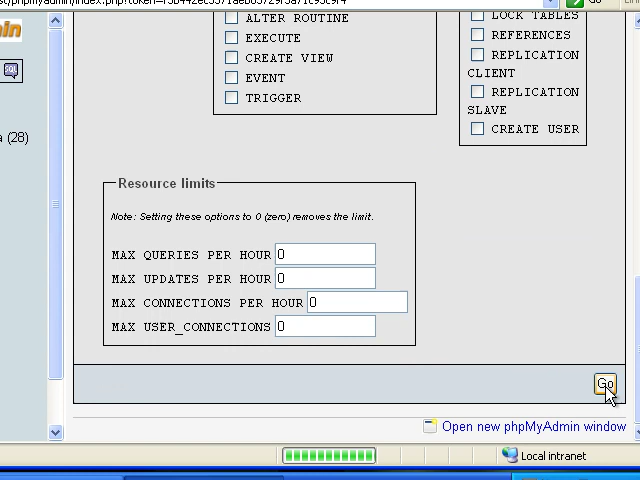 ALTER ROUTINE
EXECUTE
CREATE VIEW
EVENT
TRIGGER
LOCK TABLES
REFERENCES
REPLICATION
CLIENT
REPLICATION
SLAVE
CREATE USER
SQL
a (28)
Resource limits
Note: Setting these options to 0 (zero) removes the limit.
MAX QUERIES PER HOUR 0
MAX UPDATES PER HOUR 0
MAX CONNECTIONS PER HOUR 0
MAX USER_CONNECTIONS 0
Go
Open new phpMyAdmin window
Local intranet